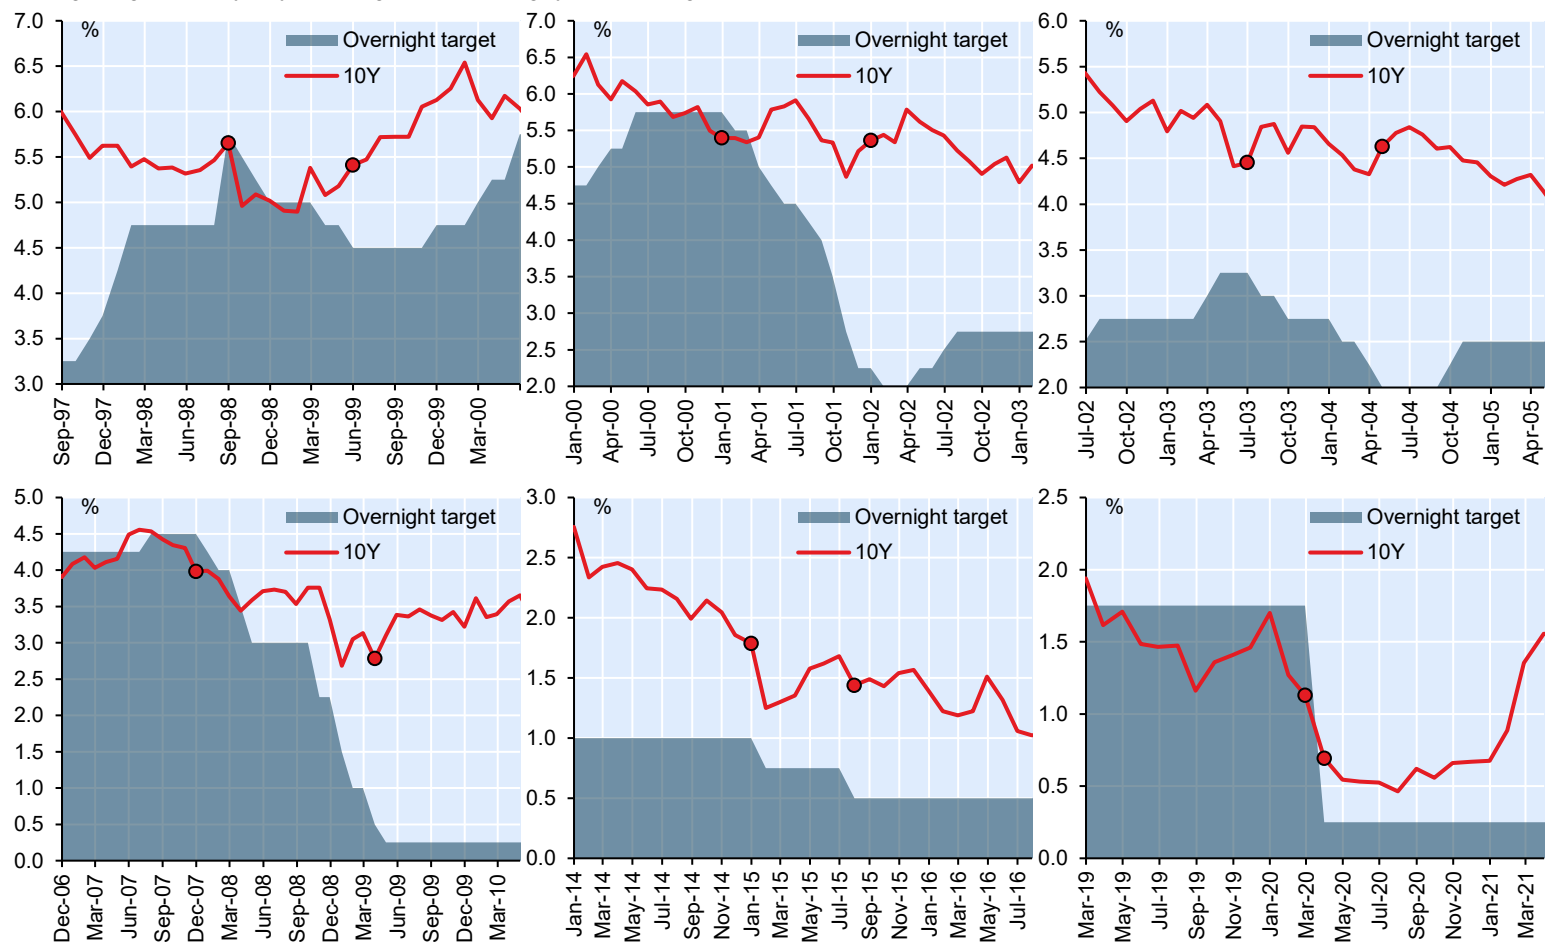 7.0
6.5
6.0
5.5
5.0
4.5
4.0
3.5
3.0
%
Overnight target
10Y
Sep-97
Dec-97
Mar-98
Jun-98
Sep-98
Dec-98
Mar-99
Jun-99
Sep-99
Dec-99
Mar-00
7.0
6.5
6.0
5.5
5.0
4.5
4.0
3.5
3.0
2.5
2.0
%
Overnight target
10Y
Jan-00
Apr-00
Jul-00
Oct-00
Jan-01
Apr-01
Jul-01
Oct-01
Jan-02
Apr-02
Jul-02
Oct-02
Jan-03
6.0
5.5
5.0
4.5
4.0
3.5
3.0
2.5
2.0
%
Overnight target
10Y
Jul-02
Oct-02
Jan-03
Apr-03
Jul-03
Oct-03
Jan-04
Apr-04
Jul-04
Oct-04
Jan-05
Apr-05
5.0
4.5
4.0
3.5
3.0
2.5
2.0
1.5
1.0
0.5
0.0
%
Overnight target
10Y
Dec-06
Mar-07
Jun-07
Sep-07
Dec-07
Mar-08
Jun-08
Sep-08
Dec-08
Mar-09
Jun-09
Sep-09
Dec-09
Mar-10
3.0
2.5
2.0
1.5
1.0
0.5
0.0
%
Overnight target
10Y
Jan-14
Mar-14
May-14
Jul-14
Sep-14
Nov-14
Jan-15
Mar-15
May-15
Jul-15
Sep-15
Nov-15
Jan-16
Mar-16
May-16
Jul-16
2.5
2.0
1.5
1.0
0.5
0.0
%
Overnight target
10Y
Mar-19
May-19
Jul-19
Sep-19
Nov-19
Jan-20
Mar-20
May-20
Jul-20
Sep-20
Nov-20
Jan-21
Mar-21